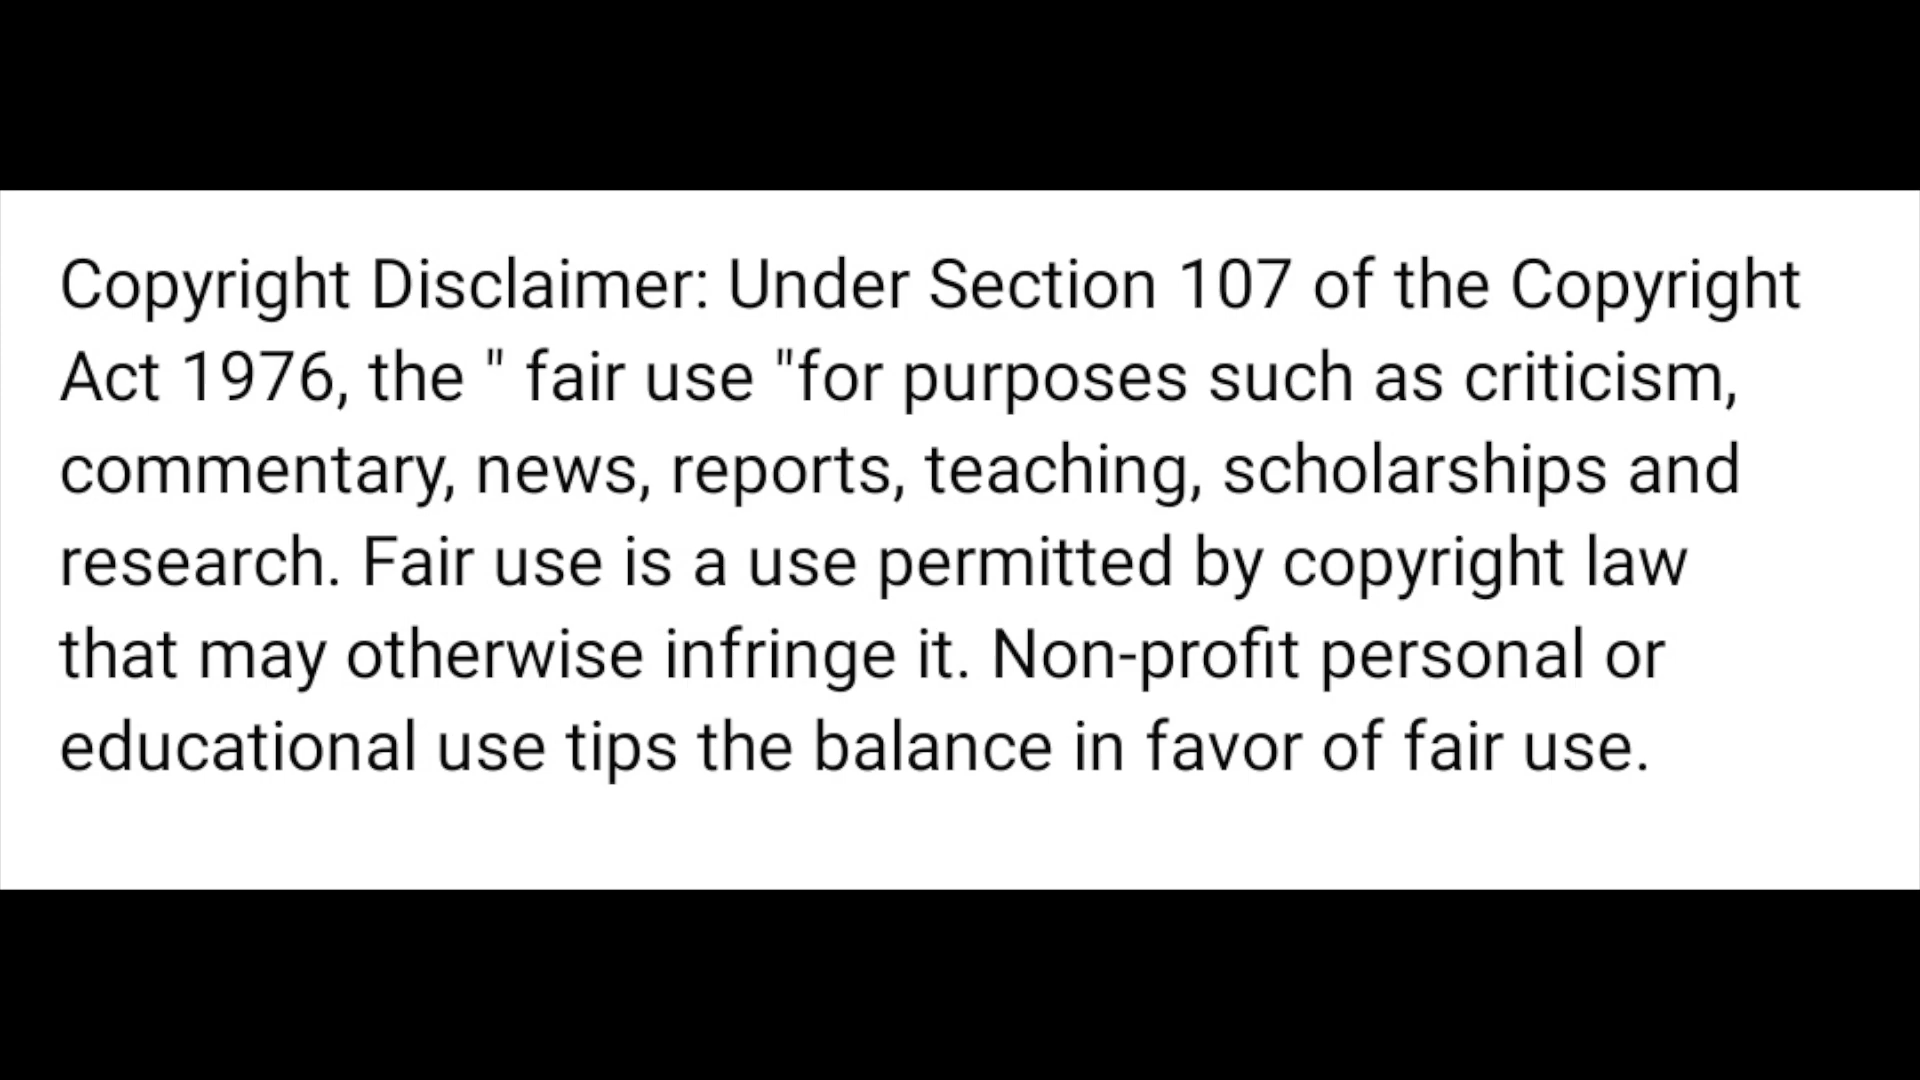 Copyright Disclaimer: Under Section 107 of the Copyright
Act 1976, the " fair use "for purposes such as criticism,
commentary, news, reports, teaching, scholarships and
research. Fair use is a use permitted by copyright law
that may otherwise infringe it. Non-profit personal or
educational use tips the balance in favor of fair use.